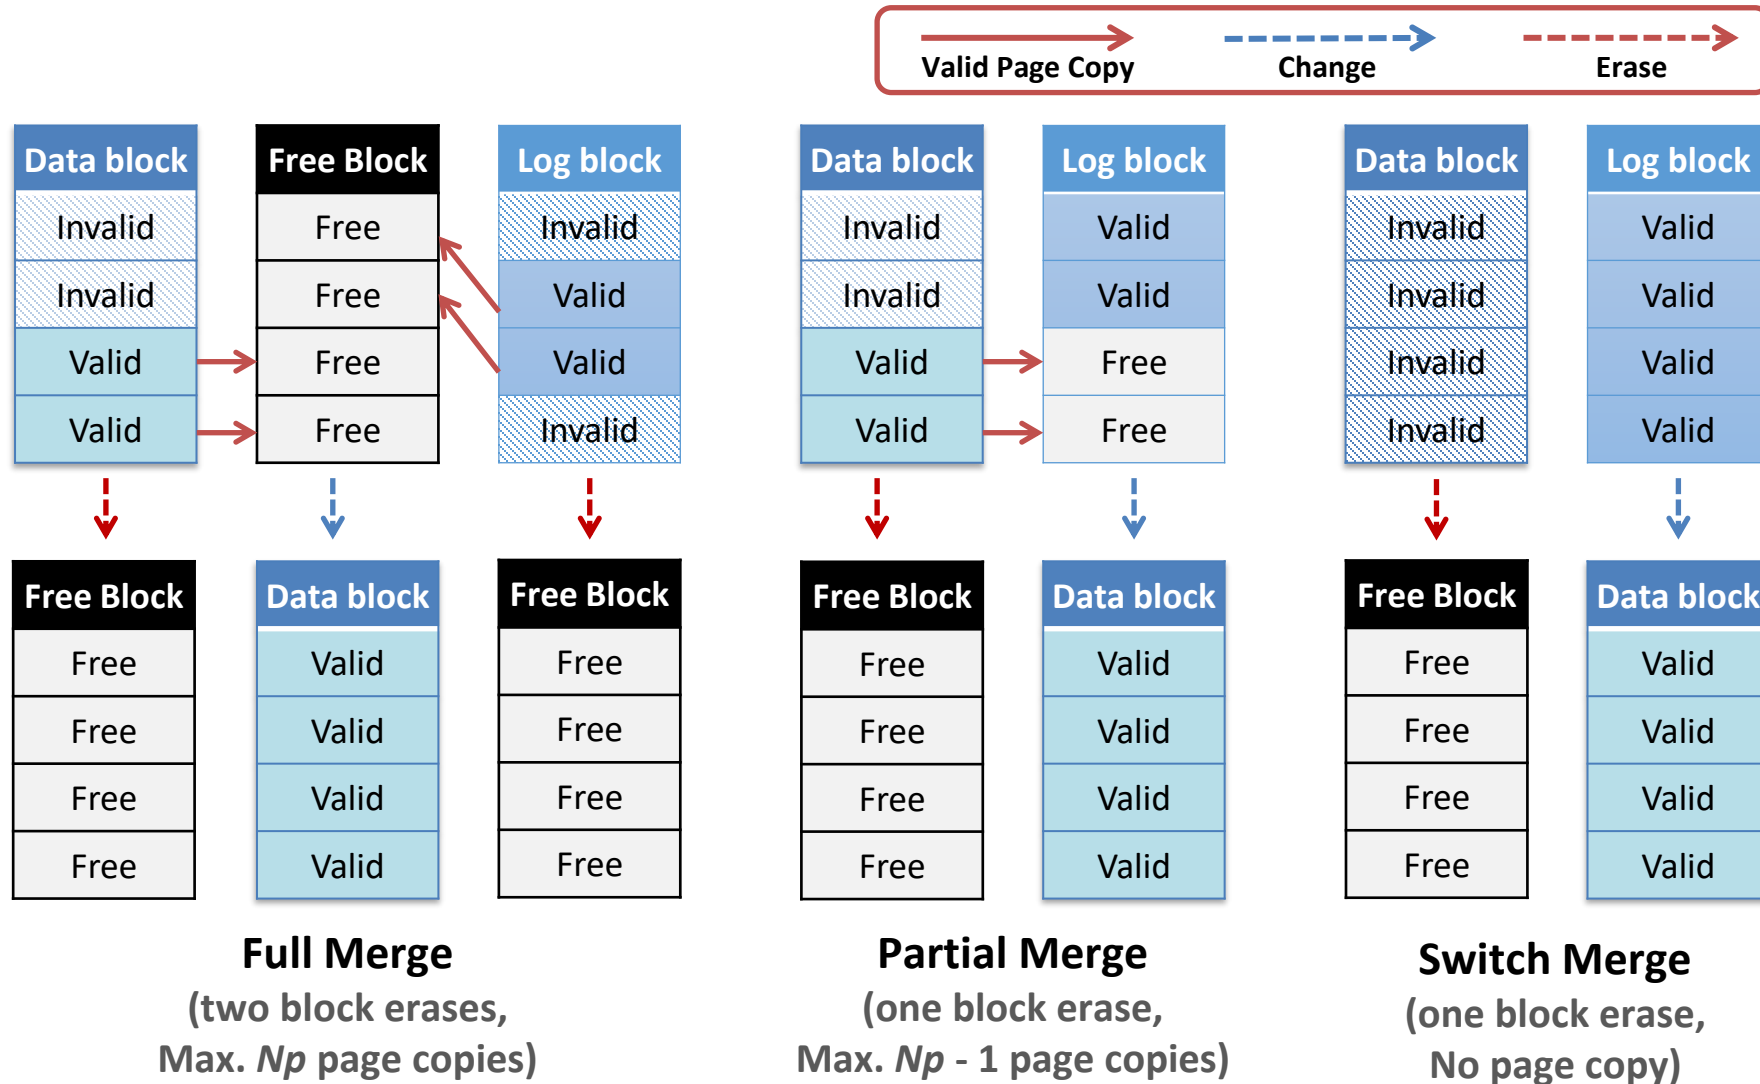 Valid Page Copy Change Erase
Data block Free Block Log block
Invalid Free Invalid
Invalid Free Valid
Valid Free Valid
Valid Free Invalid
Free Block Data block Free Block
Free Valid Free
Free Valid Free
Free Valid Free
Free Valid Free
Full Merge
(two block erases,
Max. Np page copies)
Data block Log block
Invalid Valid
Invalid Valid
Valid Free
Valid Free
Free Block Data block
Free Valid
Free Valid
Free Valid
Free Valid
Partial Merge
(one block erase,
Max. Np - 1 page copies)
Data block Log block
Invalid Valid
Invalid Valid
Invalid Valid
Invalid Valid
Free Block Data block
Free Valid
Free Valid
Free Valid
Free Valid
Switch Merge
(one block erase,
No page copy)